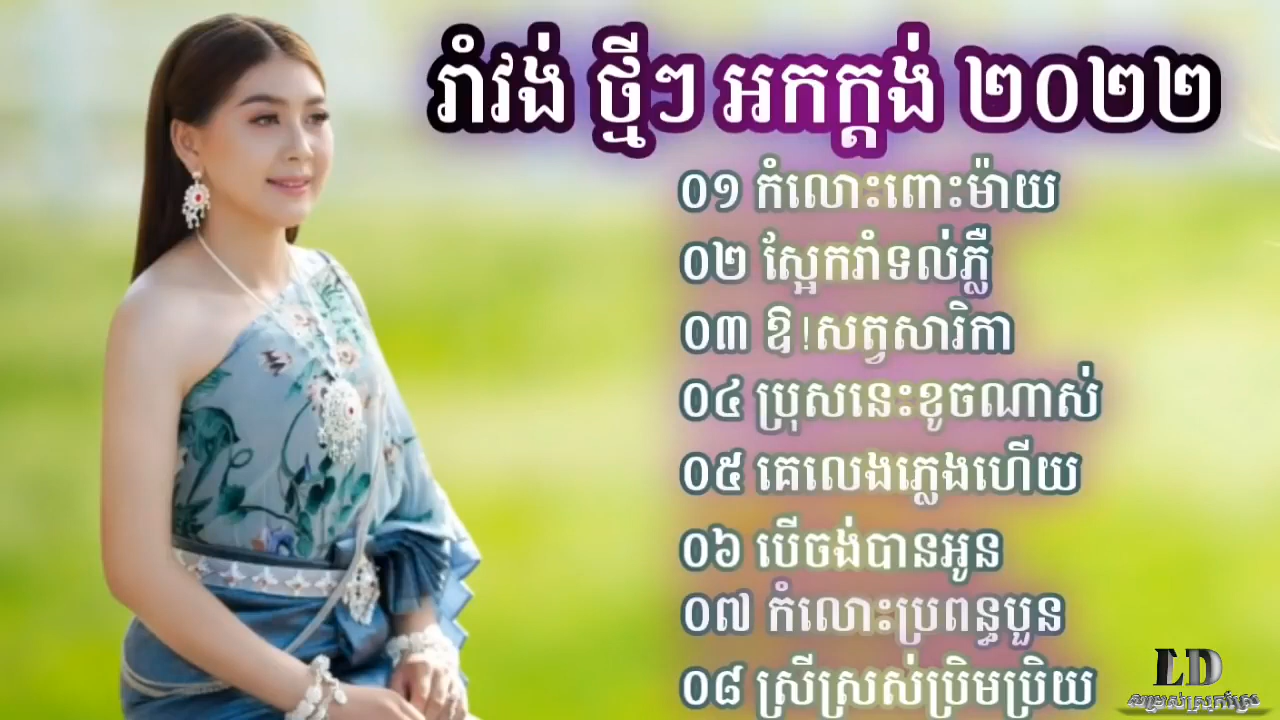 រាំវង់ ថ្មីៗ អកក្ដង់ ២០២២
០១ កំលោះពោះម៉ាយ
០២ ស្អែករាំទល់ភ្លឺ
០៣ ឱ!សត្វសារិកា
០៤ ប្រុសនេះខូចណាស់
០៥ គេលេងភ្លេងហើយ
០៦ បើចង់បានអូន
០៧ កំលោះប្រពន្ធបួន
០៨ ស្រីស្រស់ប្រិមប្រិយ
LD